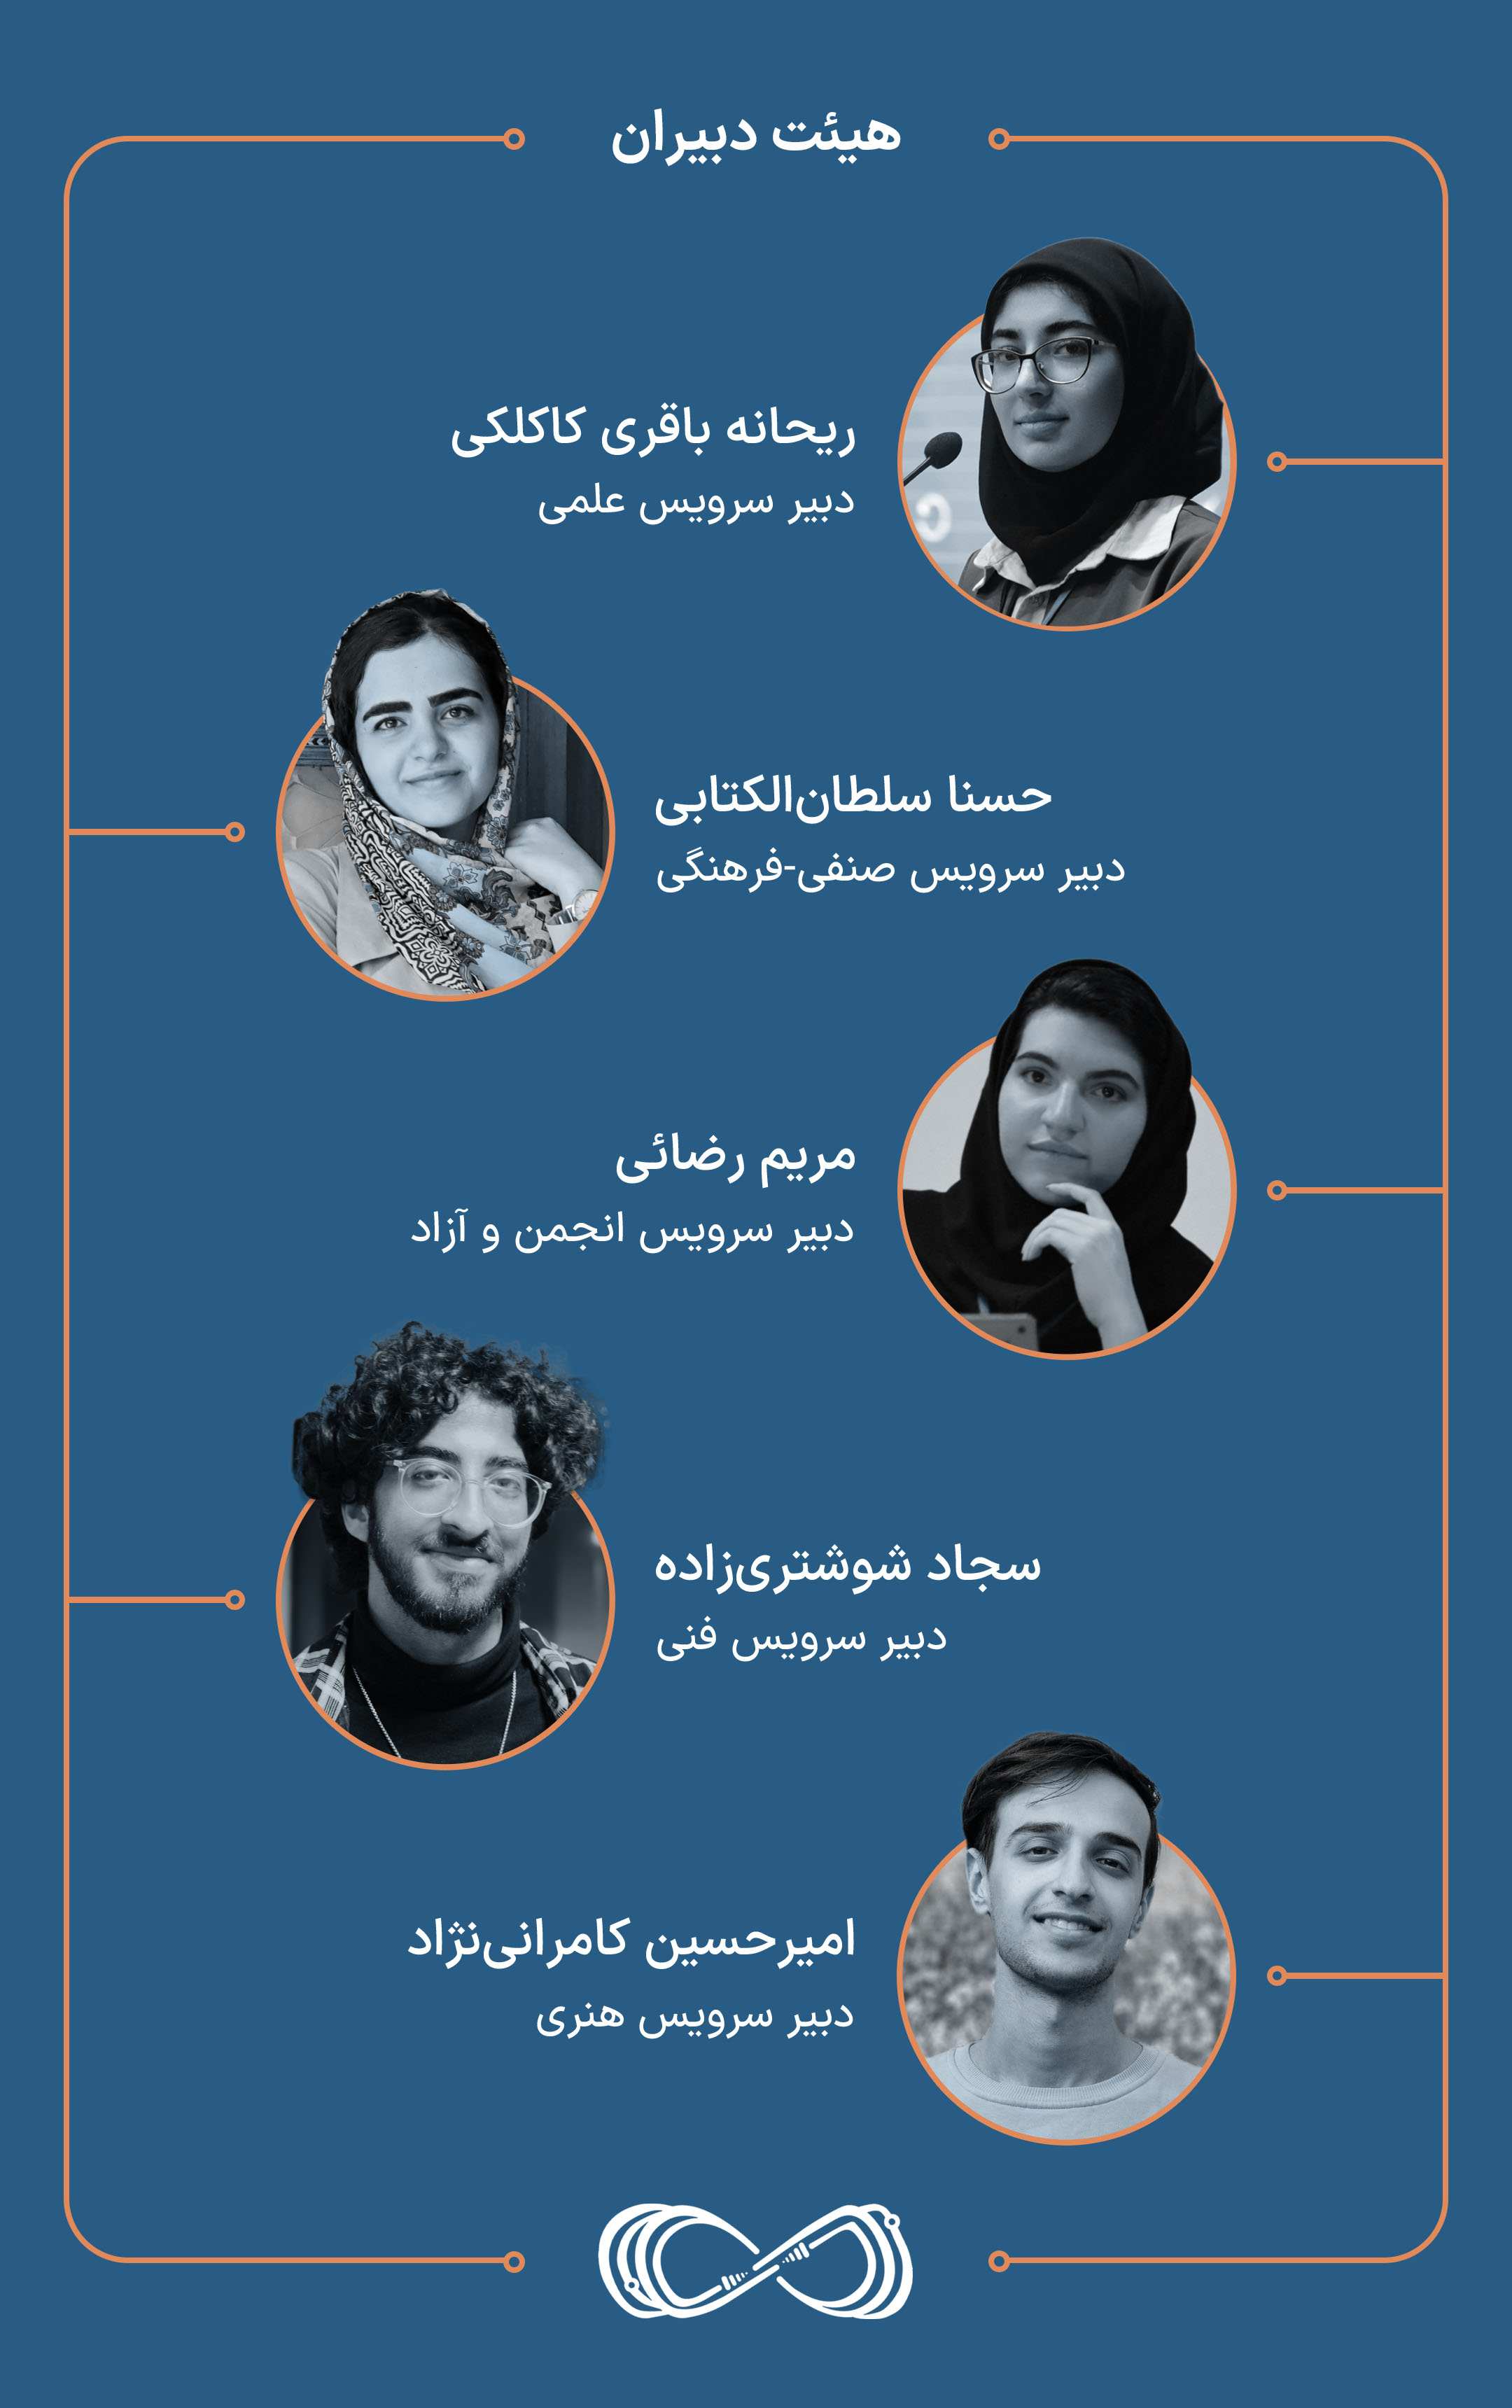 هیئت دبیران
ریحانه باقری کاکلکی
دبیر سرویس علمی
حسنا سلطان‌الکتابی
دبیر سرویس صنفی-فرهنگی
مریم رضائی
دبیر سرویس انجمن و آزاد
سجاد شوشتری‌زاده
دبیر سرویس فنی
امیرحسین کامرانی‌نژاد
دبیر سرویس هنری